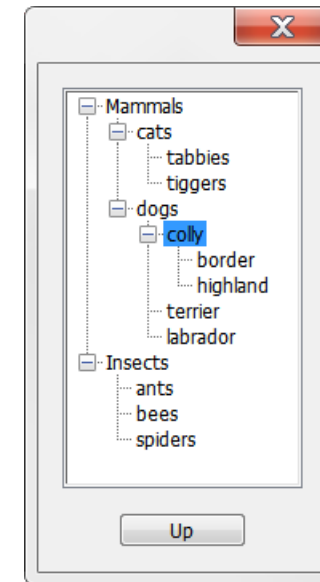 Mammals
cats
tabbies
tiggers
dogs
colly
border
highland
terrier
labrador
Insects
ants
bees
spiders
Up